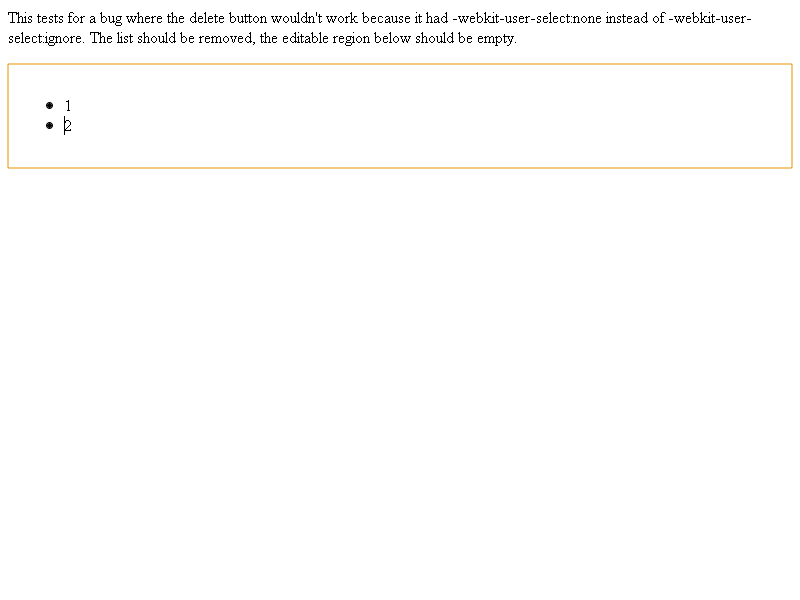 This tests for a bug where the delete button wouldn't work because it had -webkit-user-select:none instead of -webkit-user-
select:ignore. The list should be removed, the editable region below should be empty.
1
2